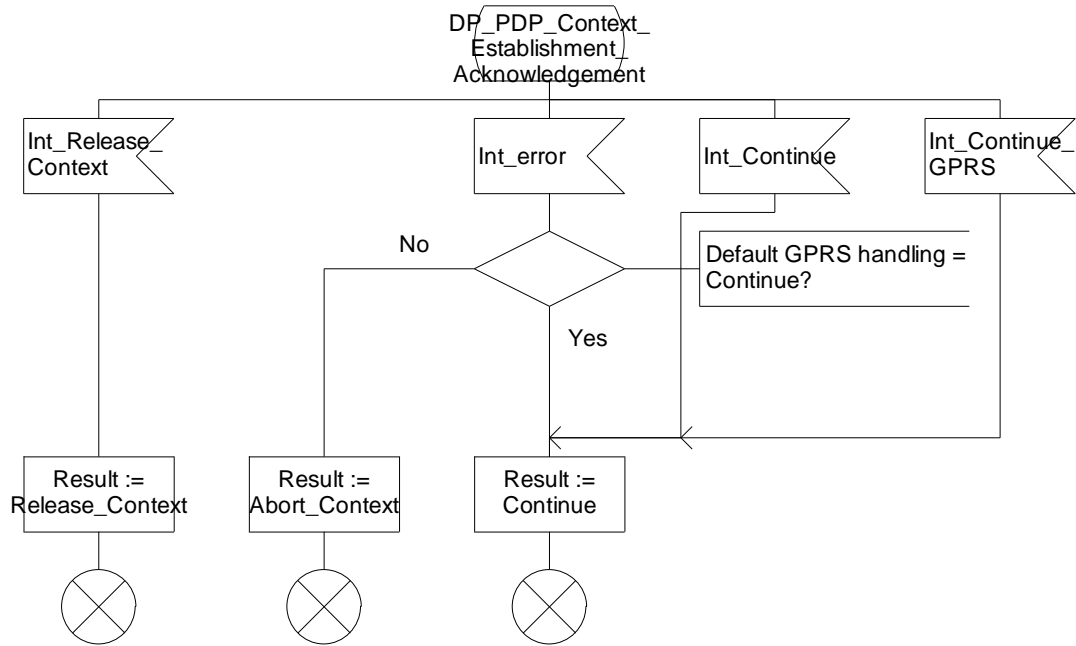 DP_PDP_Context_
Establishment_
Acknowledgement
Int_Release_
Context
Int_error
Int_Continue
Int_Continue_
GPRS
No
Default GPRS handling =
Continue?
Yes
Result :=
Release_Context
Result :=
Abort_Context
Result :=
Continue